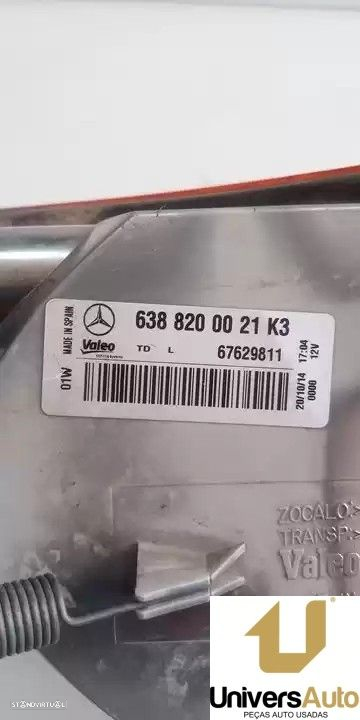 638 820 00 21 K3
MADE IN SPAIN
Valeo
TD L
67629811
01W
20/10/14 17:04
0000 12V
ZOCALO>
TRANSP.>
Valeo
UniversAuto
PEÇAS AUTO USADAS
STANDVIRTUAL